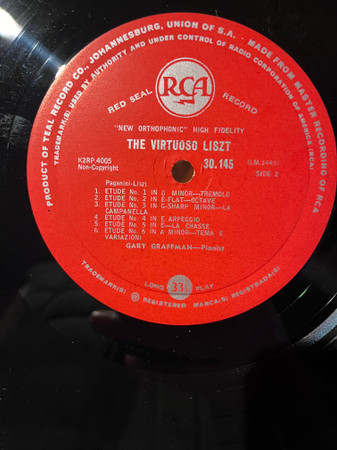 PRODUCT OF TEAL RECORD CO., JOHANNESBURG, UNION OF S.A. · MADE FROM MASTER RECORDING OF RCA
TRADEMARK(S) USED BY AUTHORITY AND UNDER CONTROL OF RADIO CORPORATION OF AMERICA (RCA)
RCA
RED SEAL RECORD
"NEW ORTHOPHONIC" HIGH FIDELITY
THE VIRTUOSO LISZT
K2RP.4005
Non-Copyright
30.145
SIDE 2
Paganini-Liszt
1 ETUDE No. 1 IN G MINOR—TREMOLO
2 ETUDE No. 2 IN E-FLAT—OCTAVE
3 ETUDE No. 3 IN G-SHARP MINOR—LA
CAMPANELLA
4 ETUDE No. 4 IN E ARPEGGIO
5 ETUDE No. 5 IN E—LA CHASSE
6 ETUDE No. 6 IN A MINOR—TEMA E
VARIAZIONI
GARY GRAFFMAN—Pianist
LONG 33 PLAY
TRADEMARK(S) ® REGISTERED MARCA(S) REGISTRADA(S)